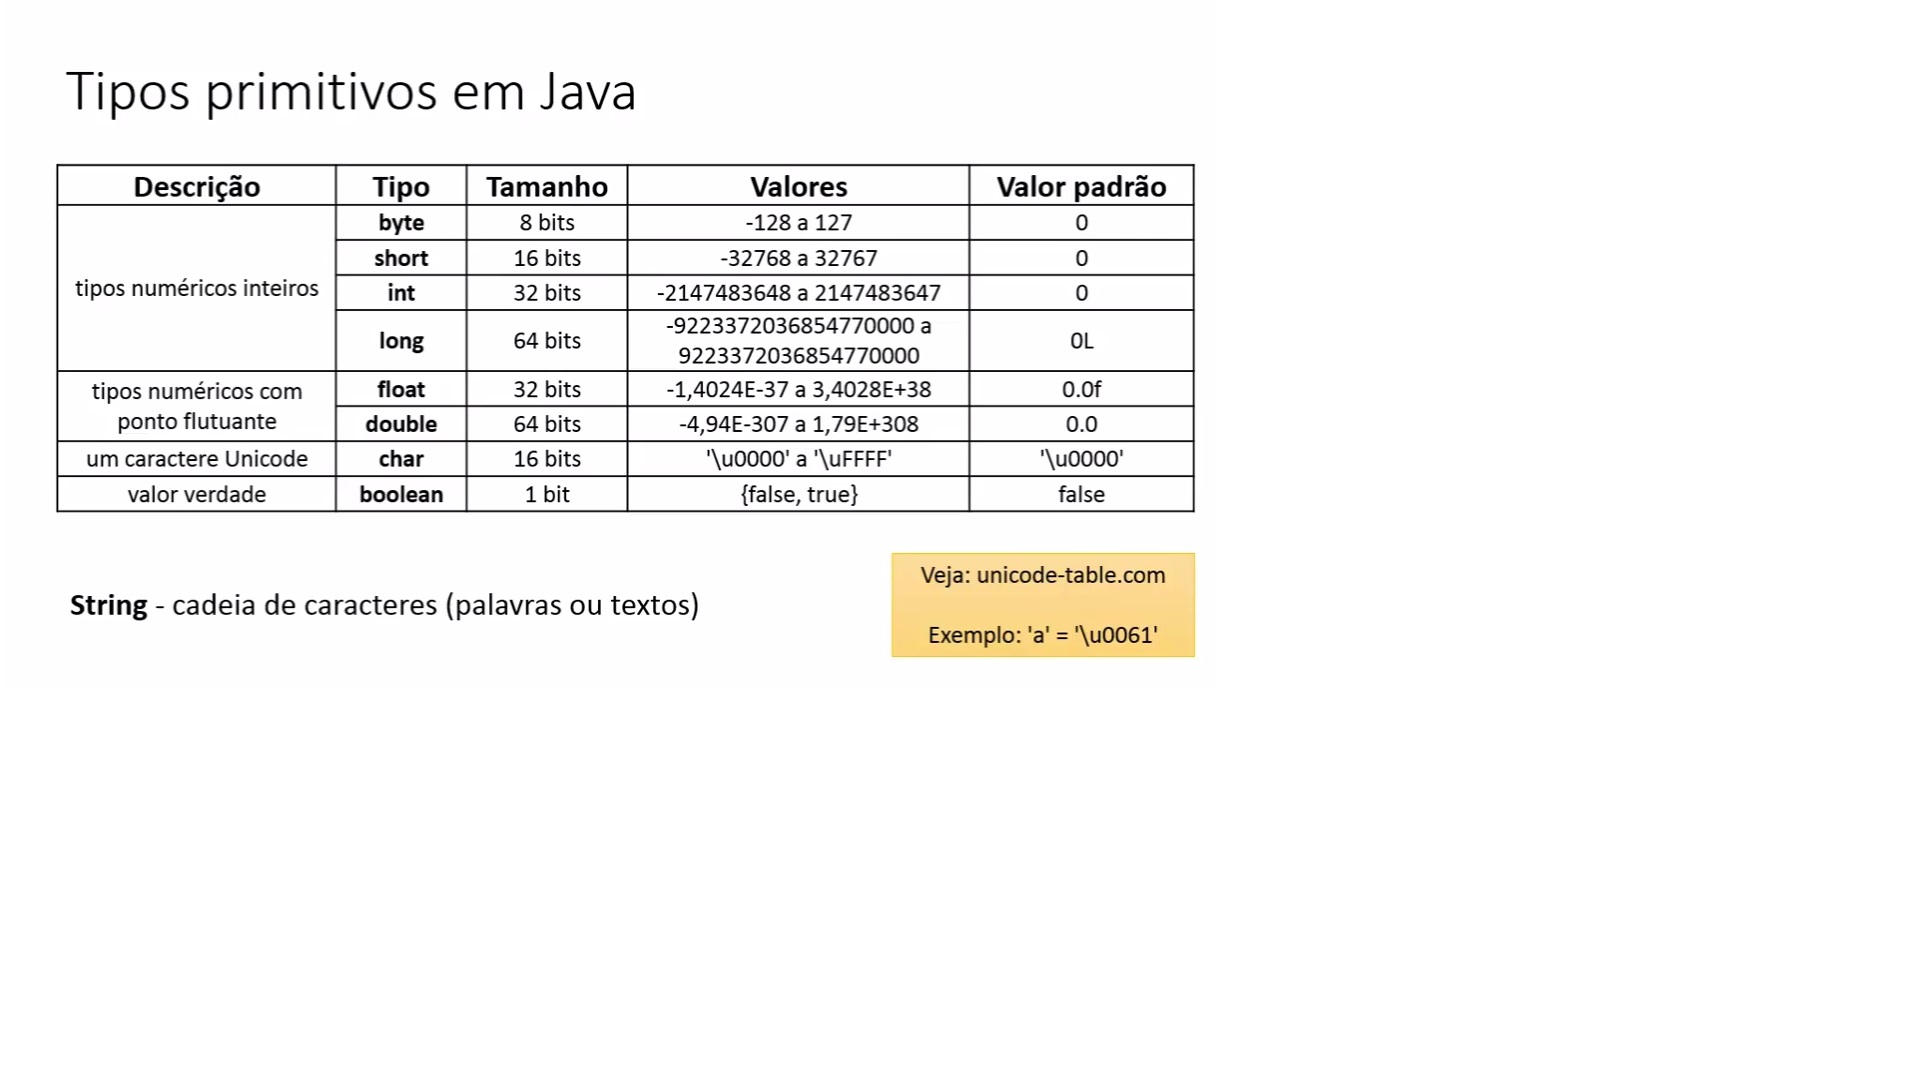 Tipos primitivos em Java
Descrição Tipo Tamanho Valores Valor padrão
tipos numéricos inteiros
byte 8 bits -128 a 127 0
short 16 bits -32768 a 32767 0
int 32 bits -2147483648 a 2147483647 0
long 64 bits -9223372036854770000 a
9223372036854770000 0L
tipos numéricos com
ponto flutuante
float 32 bits -1,4024E-37 a 3,4028E+38 0.0f
double 64 bits -4,94E-307 a 1,79E+308 0.0
um caractere Unicode char 16 bits '\u0000' a '\uFFFF' '\u0000'
valor verdade boolean 1 bit {false, true} false
String - cadeia de caracteres (palavras ou textos)
Veja: unicode-table.com
Exemplo: 'a' = '\u0061'